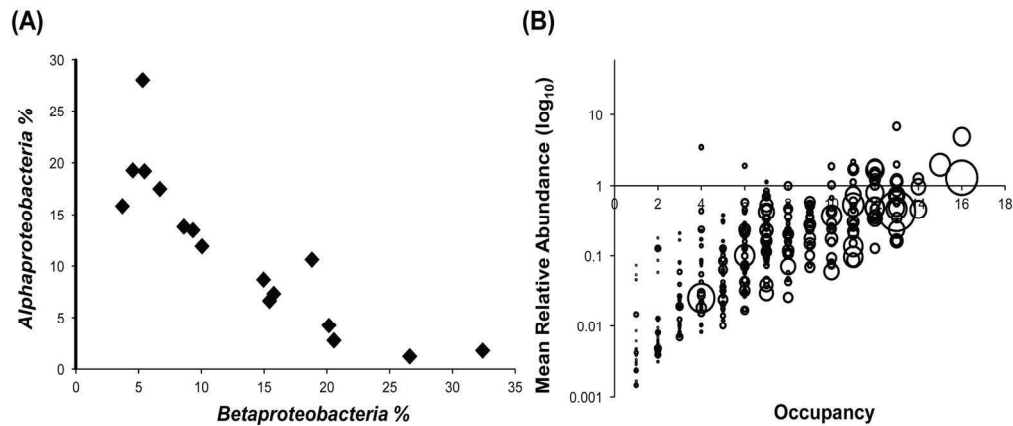 (A)
30
25
20
15
10
5
0
Alphaproteobacteria %
0 5 10 15 20 25 30 35
Betaproteobacteria %
(B)
Mean Relative Abundance (log10)
10
1
0.1
0.01
0.001
0 2 4 6 8 10 12 14 16 18
Occupancy